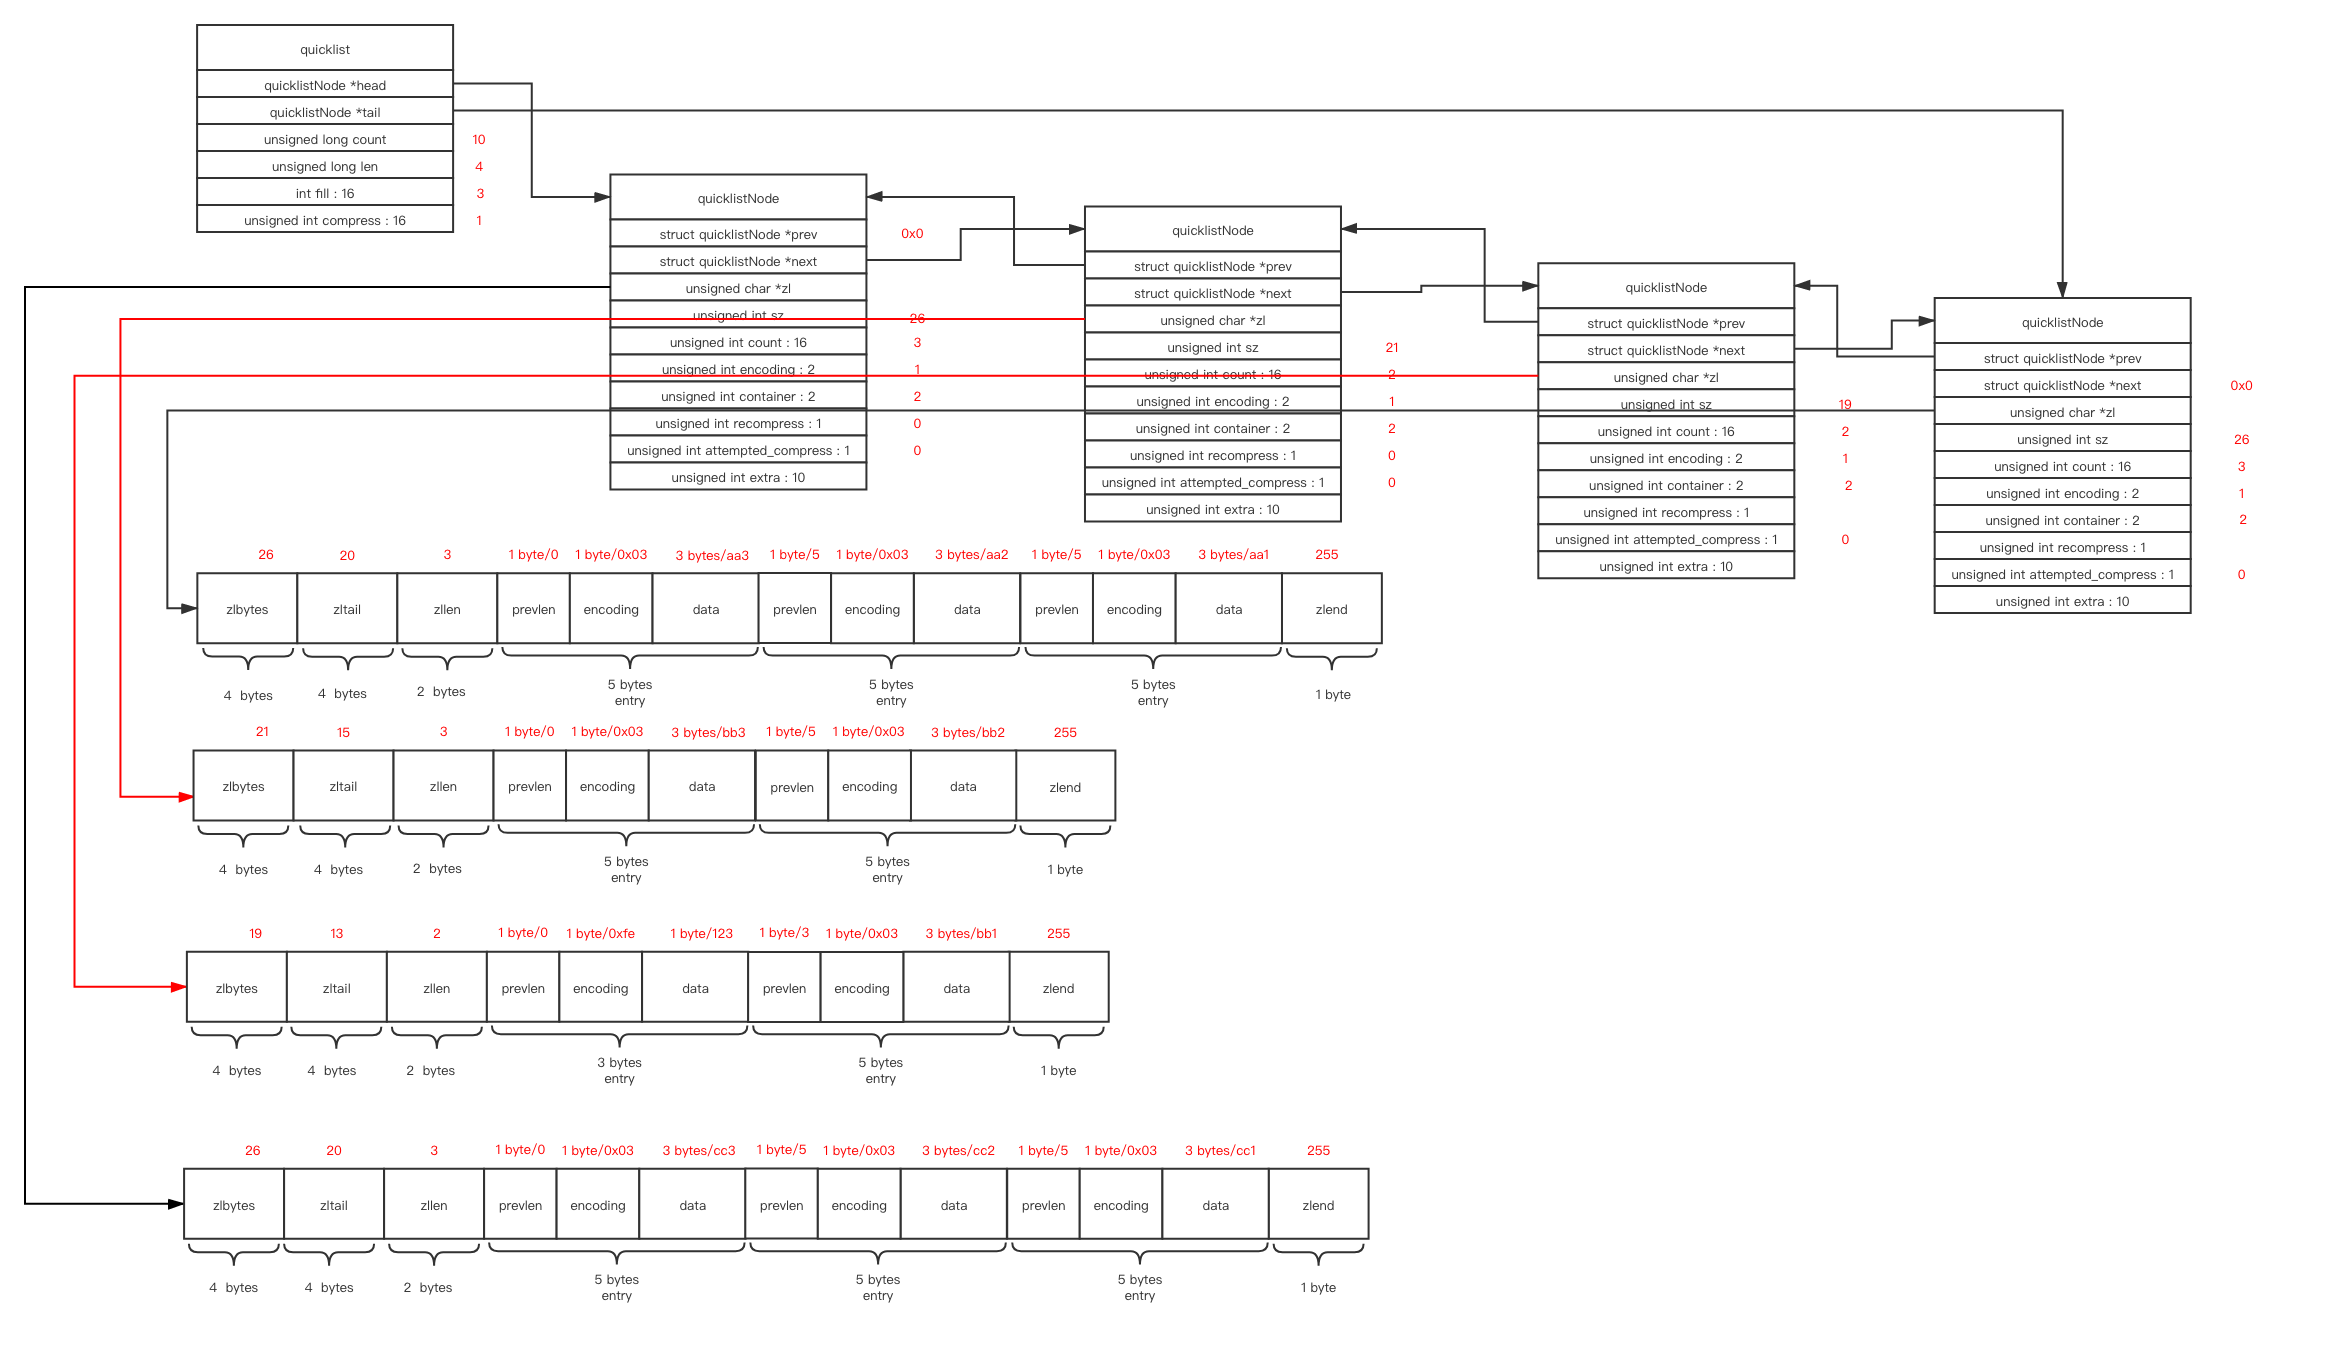 quicklist
quicklistNode *head
quicklistNode *tail
unsigned long count 10
unsigned long len 4
int fill : 16 3
unsigned int compress : 16 1
quicklistNode
struct quicklistNode *prev 0x0
struct quicklistNode *next
unsigned char *zl
unsigned int sz 26
unsigned int count : 16 3
unsigned int encoding : 2 1
unsigned int container : 2 2
unsigned int recompress : 1 0
unsigned int attempted_compress : 1 0
unsigned int extra : 10
quicklistNode
struct quicklistNode *prev
struct quicklistNode *next
unsigned char *zl
unsigned int sz 21
unsigned int count : 16 2
unsigned int encoding : 2 1
unsigned int container : 2 2
unsigned int recompress : 1 0
unsigned int attempted_compress : 1 0
unsigned int extra : 10
quicklistNode
struct quicklistNode *prev
struct quicklistNode *next
unsigned char *zl
unsigned int sz 19
unsigned int count : 16 2
unsigned int encoding : 2 1
unsigned int container : 2 2
unsigned int recompress : 1
unsigned int attempted_compress : 1 0
unsigned int extra : 10
quicklistNode
struct quicklistNode *prev
struct quicklistNode *next 0x0
unsigned char *zl
unsigned int sz 26
unsigned int count : 16 3
unsigned int encoding : 2 1
unsigned int container : 2 2
unsigned int recompress : 1
unsigned int attempted_compress : 1 0
unsigned int extra : 10
26 20 3 1 byte/0 1 byte/0x03 3 bytes/aa3 1 byte/5 1 byte/0x03 3 bytes/aa2 1 byte/5 1 byte/0x03 3 bytes/aa1 255
zlbytes zltail zllen prevlen encoding data prevlen encoding data prevlen encoding data zlend
4 bytes 4 bytes 2 bytes 5 bytes 5 bytes 5 bytes 1 byte
entry entry entry
21 15 3 1 byte/0 1 byte/0x03 3 bytes/bb3 1 byte/5 1 byte/0x03 3 bytes/bb2 255
zlbytes zltail zllen prevlen encoding data prevlen encoding data zlend
4 bytes 4 bytes 2 bytes 5 bytes 5 bytes 1 byte
entry entry
19 13 2 1 byte/0 1 byte/0xfe 1 byte/123 1 byte/3 1 byte/0x03 3 bytes/bb1 255
zlbytes zltail zllen prevlen encoding data prevlen encoding data zlend
4 bytes 4 bytes 2 bytes 3 bytes 5 bytes 1 byte
entry entry
26 20 3 1 byte/0 1 byte/0x03 3 bytes/cc3 1 byte/5 1 byte/0x03 3 bytes/cc2 1 byte/5 1 byte/0x03 3 bytes/cc1 255
zlbytes zltail zllen prevlen encoding data prevlen encoding data prevlen encoding data zlend
4 bytes 4 bytes 2 bytes 5 bytes 5 bytes 5 bytes 1 byte
entry entry entry